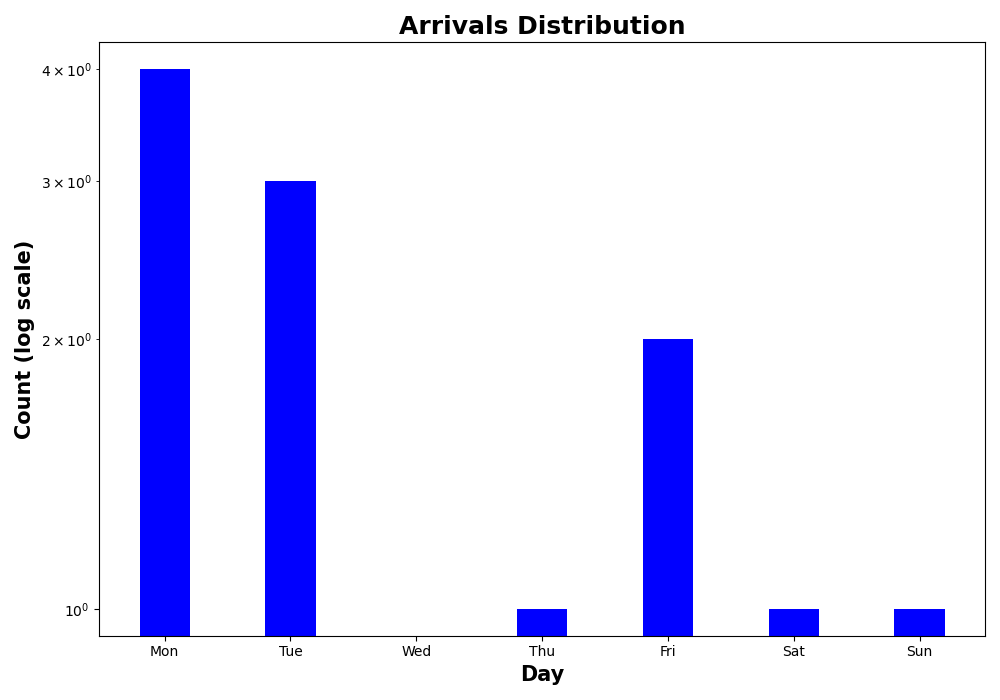 Arrivals Distribution
Count (log scale)
4 × 10⁰
3 × 10⁰
2 × 10⁰
10⁰
Mon Tue Wed Thu Fri Sat Sun
Day